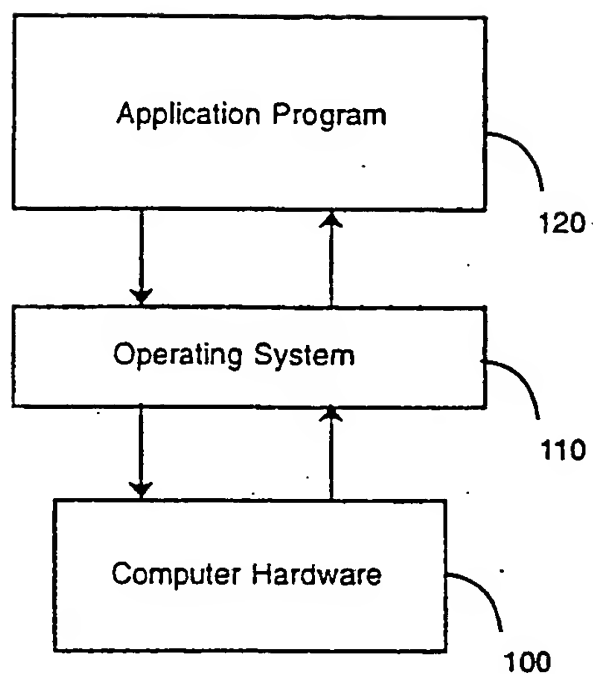 Application Program
120
Operating System
110
Computer Hardware
100